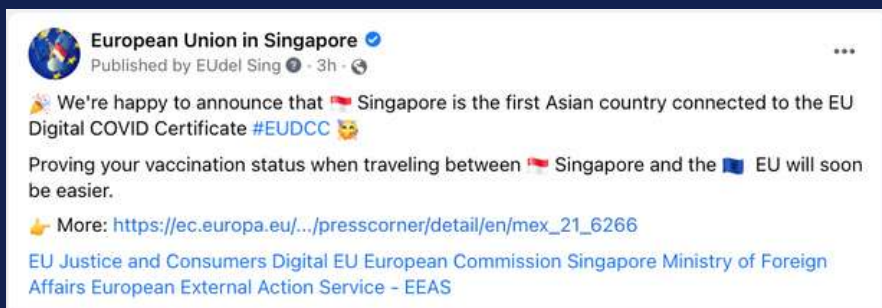 European Union in Singapore
Published by EUdel Sing · 3h ·
🎉 We're happy to announce that 🇸🇬 Singapore is the first Asian country connected to the EU
Digital COVID Certificate #EUDCC 🥰
Proving your vaccination status when traveling between 🇸🇬 Singapore and the 🇪🇺 EU will soon
be easier.
👉 More: https://ec.europa.eu/.../presscorner/detail/en/mex_21_6266
EU Justice and Consumers Digital EU European Commission Singapore Ministry of Foreign
Affairs European External Action Service - EEAS